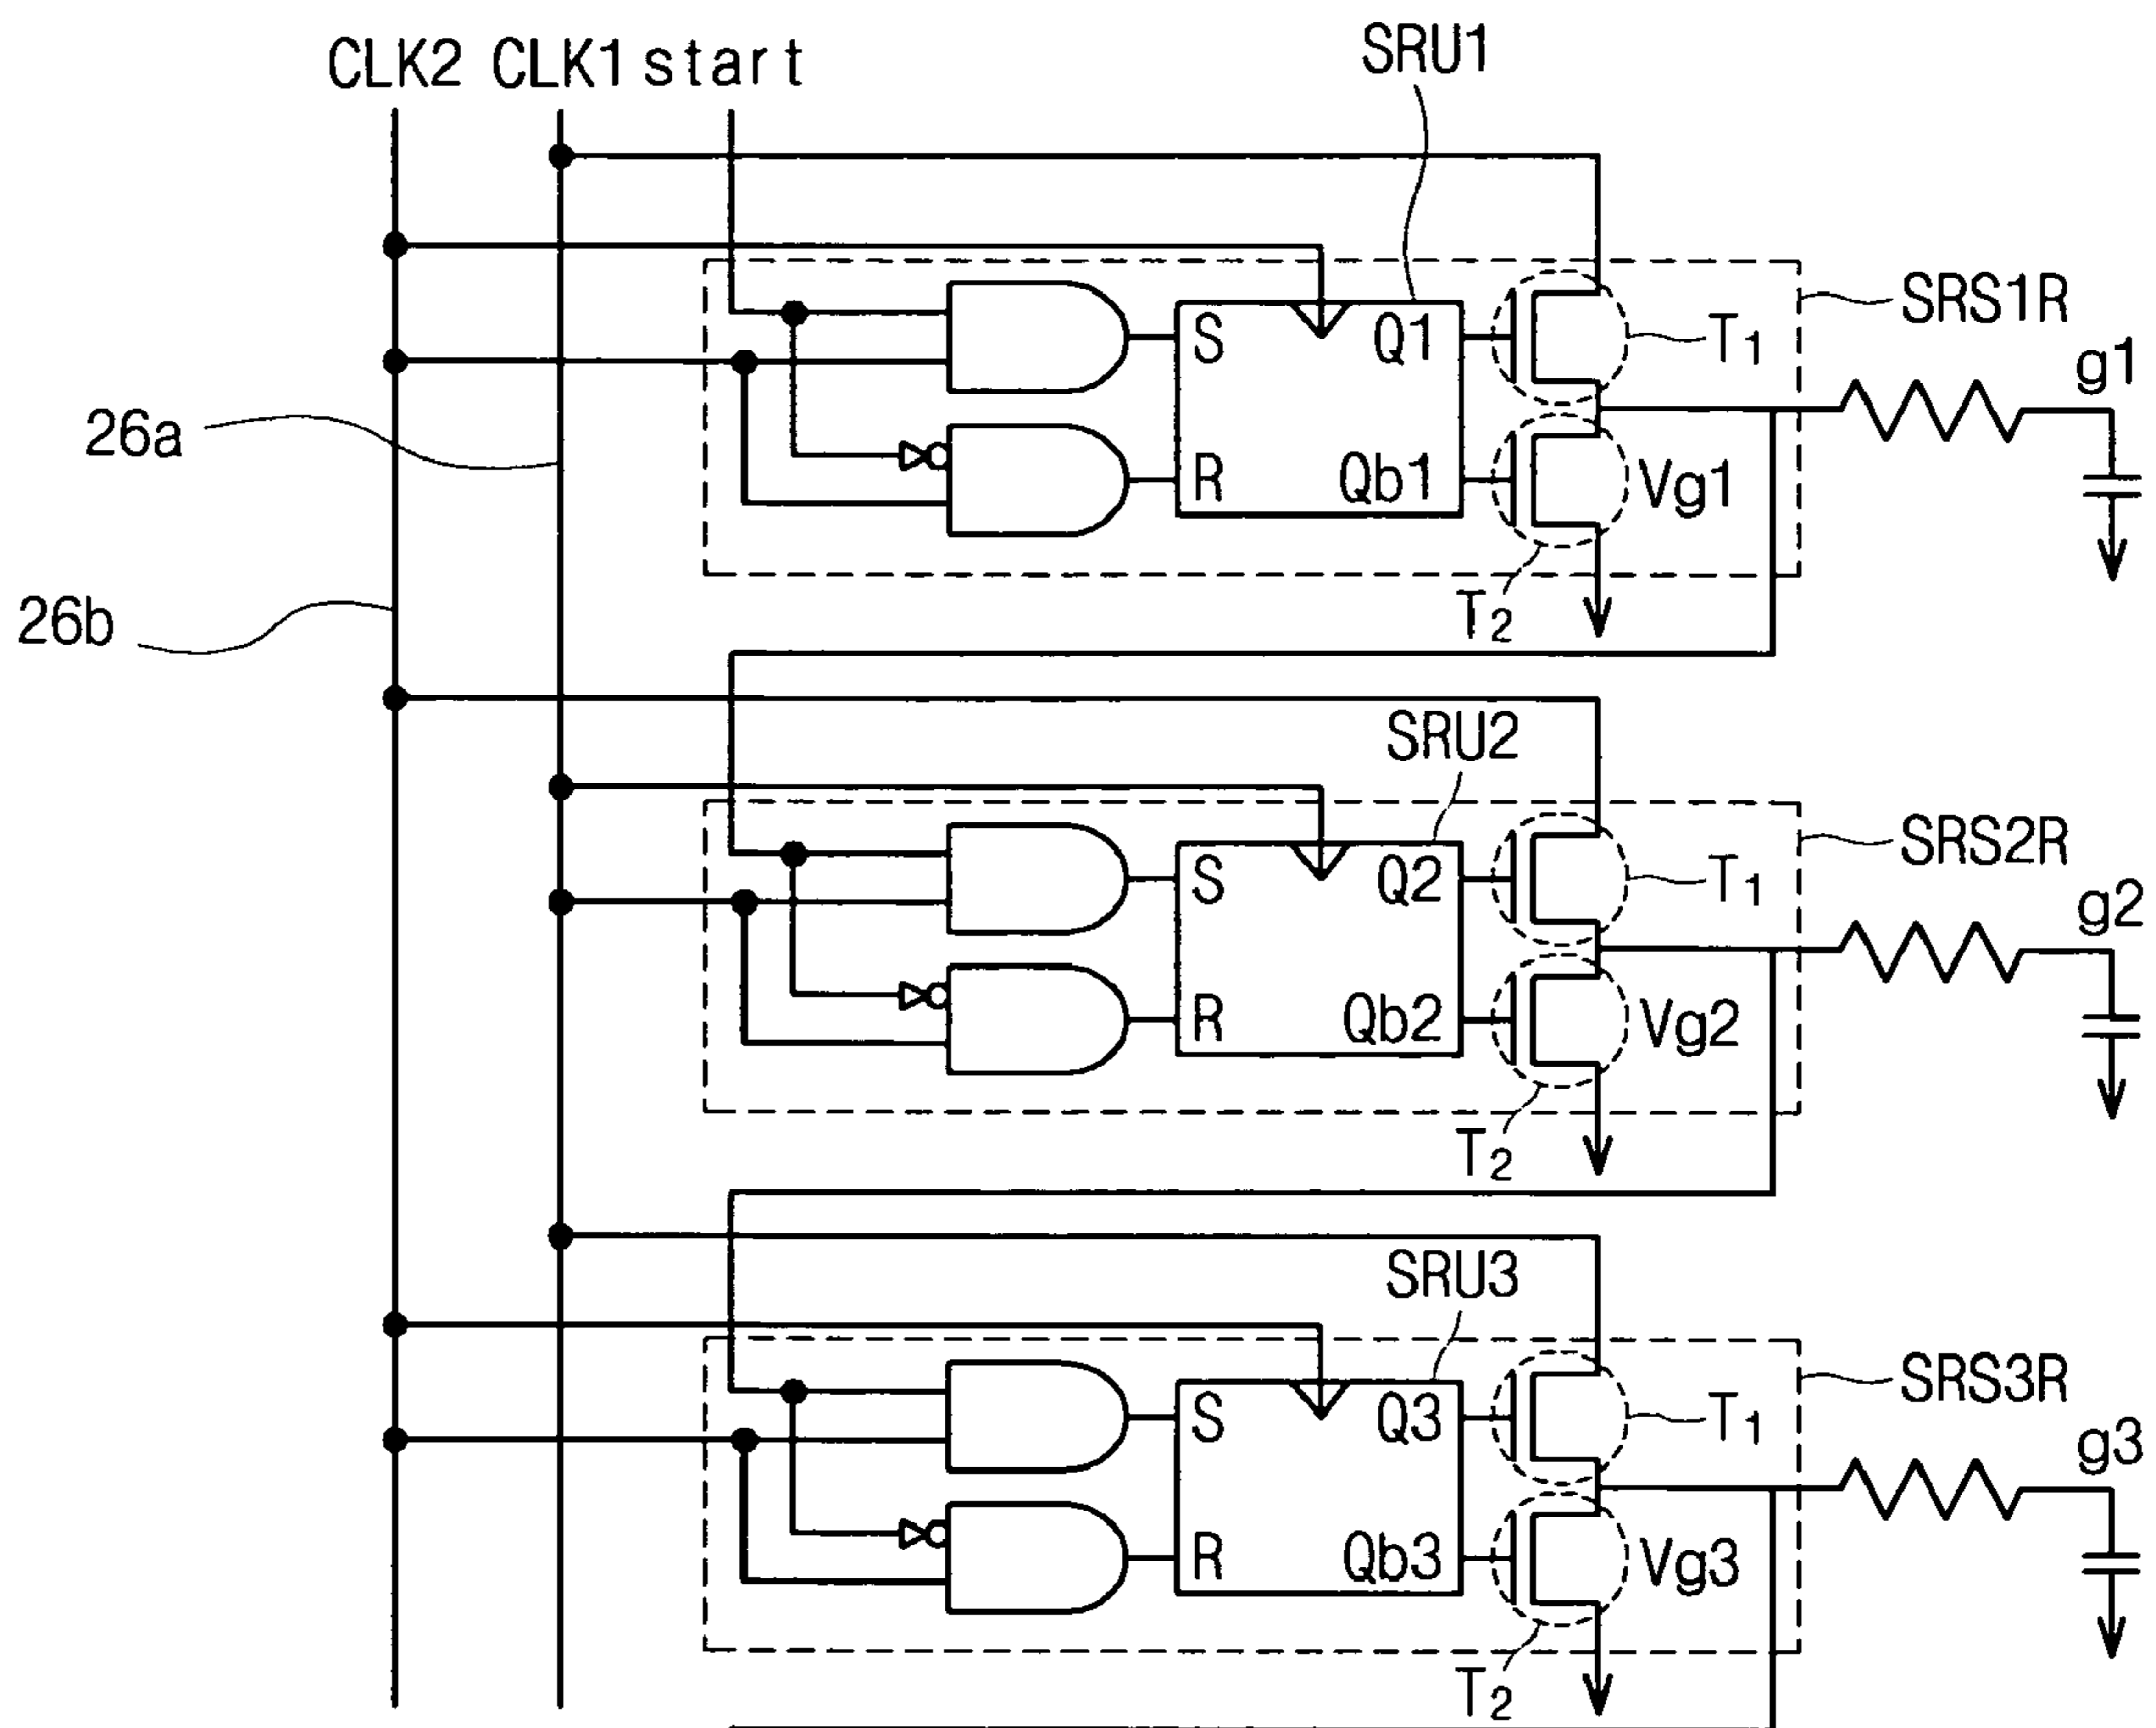 CLK2 CLK1 start
SRU1
SRS1R
S Q1 T1
g1
26a
R Qb1 Vg1
T2
26b
SRU2
SRS2R
S Q2 T1
g2
R Qb2 Vg2
T2
SRU3
SRS3R
S Q3 T1
g3
R Qb3 Vg3
T2